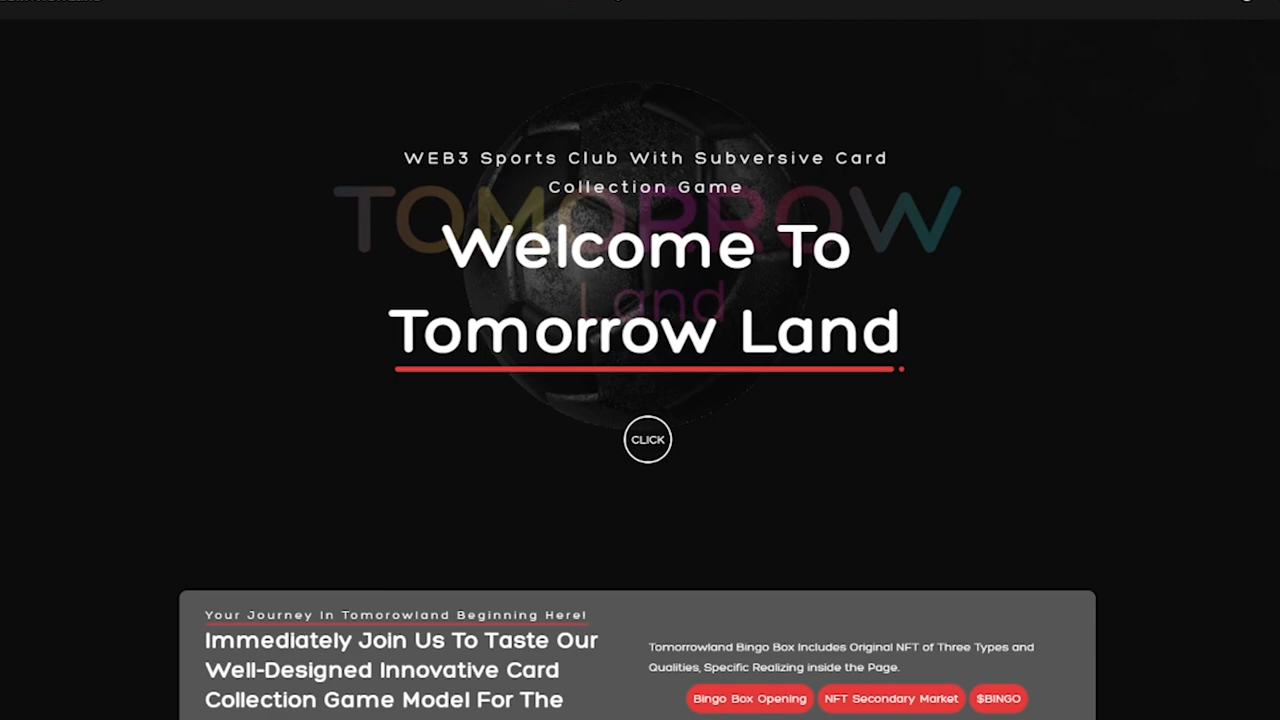 WEB3 Sports Club With Subversive Card
Collection Game
TOMORROW
Land
Welcome To
Tomorrow Land
CLICK
Your Journey In Tomorowland Beginning Here!
Immediately Join Us To Taste Our
Well-Designed Innovative Card
Collection Game Model For The
Tomorrowland Bingo Box Includes Original NFT of Three Types and
Qualities, Specific Realizing inside the Page.
Bingo Box Opening
NFT Secondary Market
$BINGO